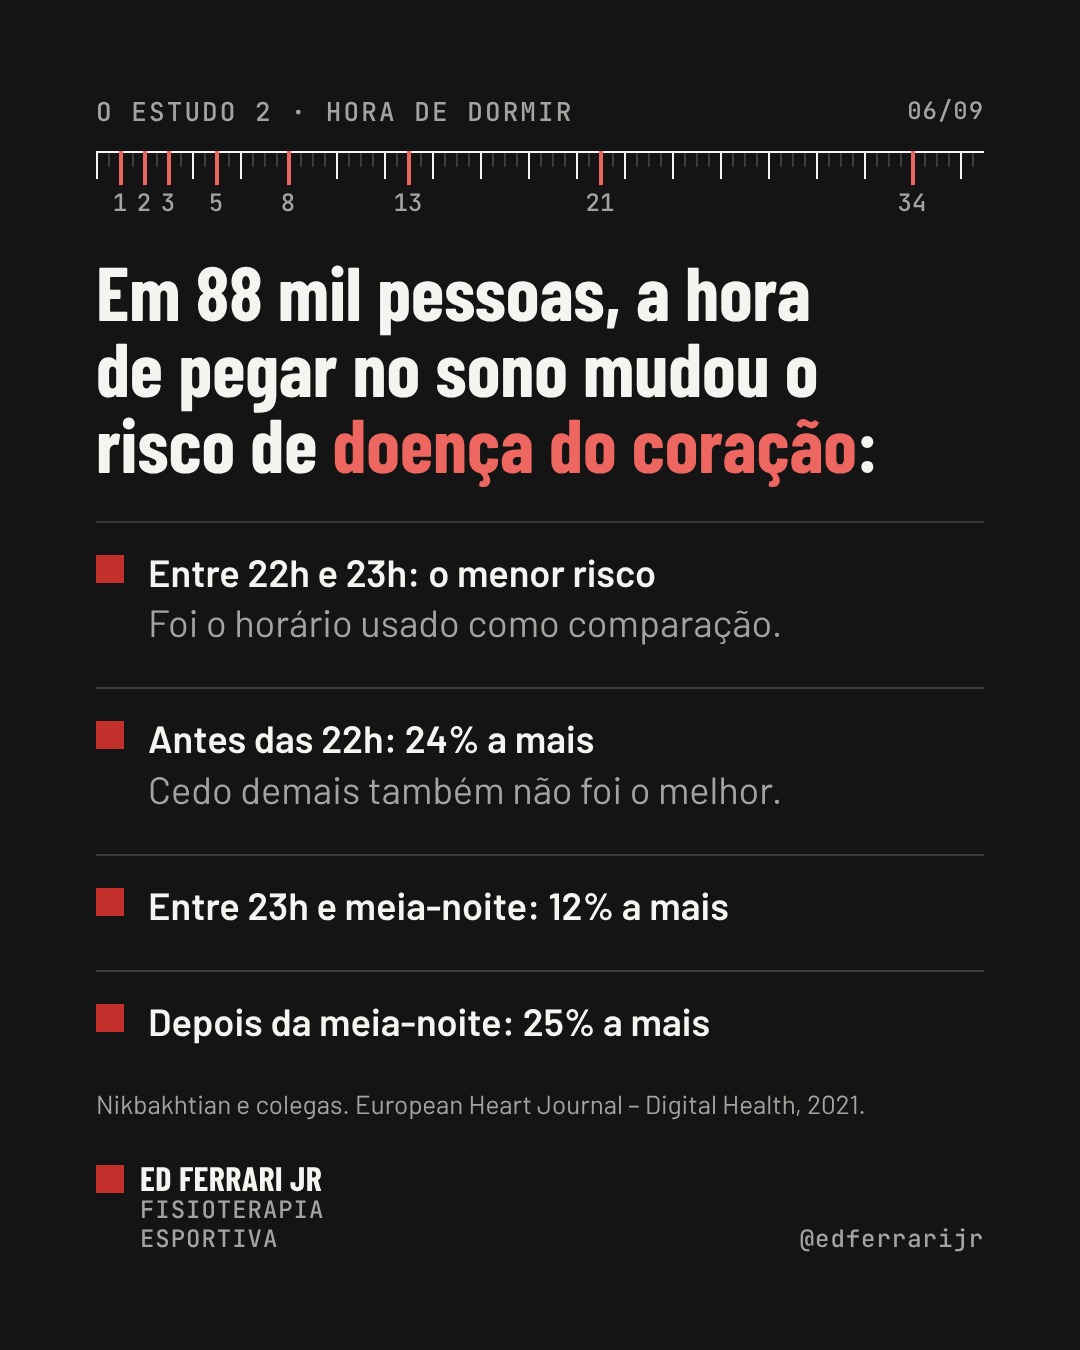 O ESTUDO 2 · HORA DE DORMIR
06/09
1 2 3 5 8 13 21 34
Em 88 mil pessoas, a hora
de pegar no sono mudou o
risco de doença do coração:
Entre 22h e 23h: o menor risco
Foi o horário usado como comparação.
Antes das 22h: 24% a mais
Cedo demais também não foi o melhor.
Entre 23h e meia-noite: 12% a mais
Depois da meia-noite: 25% a mais
Nikbakhtian e colegas. European Heart Journal – Digital Health, 2021.
ED FERRARI JR
FISIOTERAPIA
ESPORTIVA
@edferrarijr